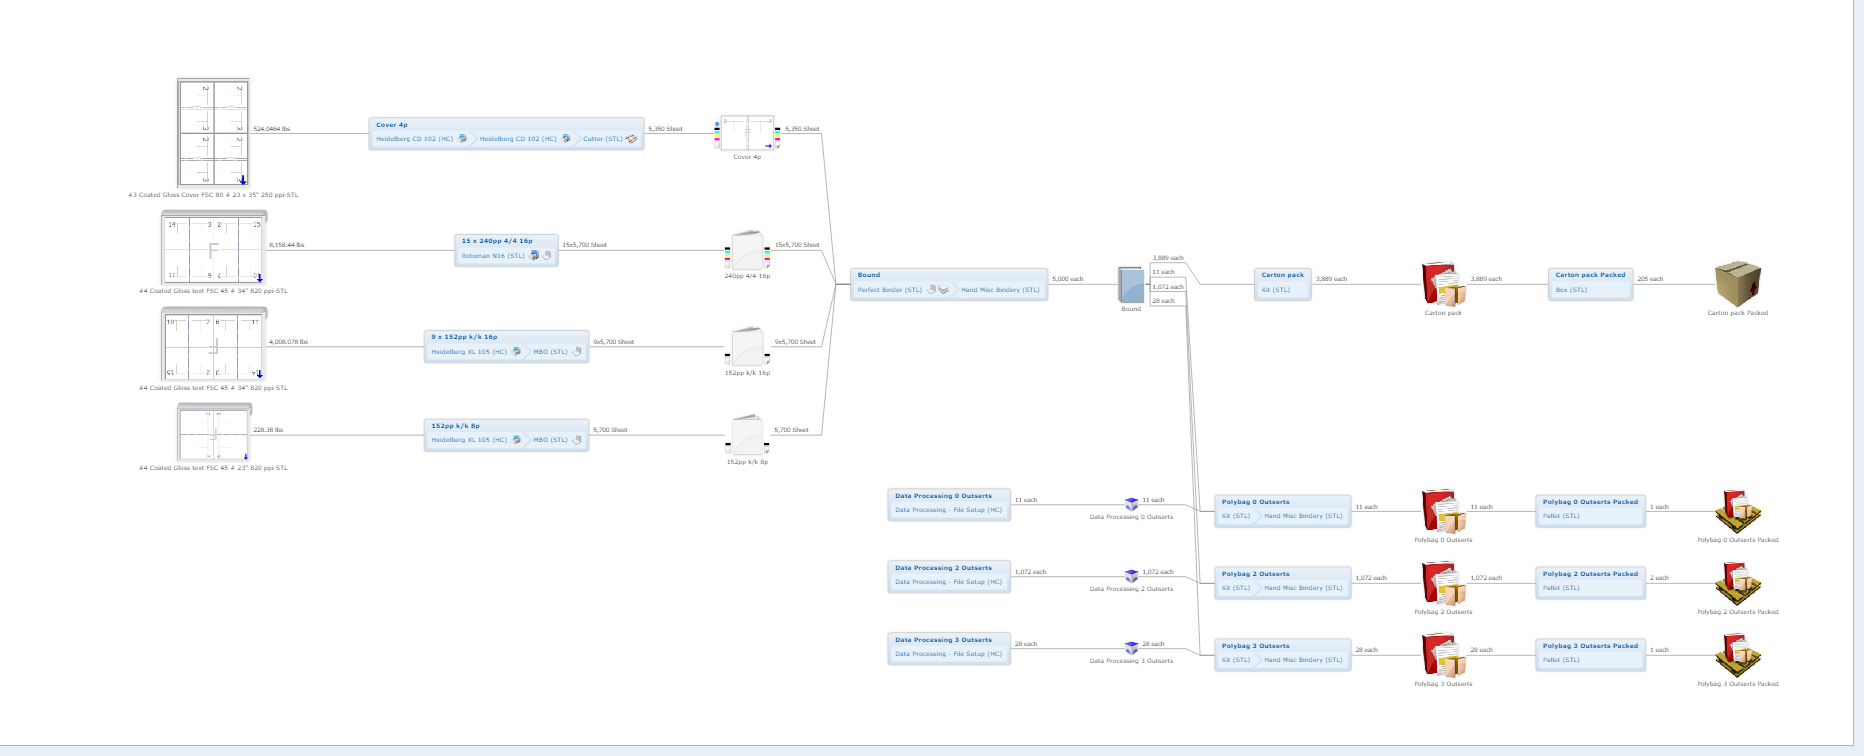 524.0464 lbs
Cover 4p
Heidelberg CD 102 (HC) Heidelberg CD 102 (HC) Cutter (STL)
5,350 Sheet
5,350 Sheet
Cover 4p
#3 Coated Gloss Cover FSC 80 # 23 x 35" 250 ppi-STL
14 3 2 15
11
8,158.44 lbs
15 x 240pp 4/4 16p
Rotoman N16 (STL)
15x5,700 Sheet
15x5,700 Sheet
240pp 4/4 16p
#4 Coated Gloss text FSC 45 # 34" 820 ppi-STL
10 7 6 11
4,008.078 lbs
9 x 152pp k/k 16p
Heidelberg XL 105 (HC) MBO (STL)
9x5,700 Sheet
9x5,700 Sheet
152pp k/k 16p
#4 Coated Gloss text FSC 45 # 34" 820 ppi-STL
228.38 lbs
152pp k/k 8p
Heidelberg XL 105 (HC) MBO (STL)
5,700 Sheet
5,700 Sheet
152pp k/k 8p
#4 Coated Gloss text FSC 45 # 23" 820 ppi-STL
Bound
Perfect Binder (STL) Hand Misc Bindery (STL)
5,000 each
Bound
3,889 each
11 each
1,072 each
28 each
Carton pack
Kit (STL)
3,889 each
Carton pack
3,889 each
Carton pack Packed
Box (STL)
205 each
Carton pack Packed
Data Processing 0 Outserts
Data Processing - File Setup (HC)
11 each
Data Processing 0 Outserts
11 each
Polybag 0 Outserts
Kit (STL) Hand Misc Bindery (STL)
11 each
Polybag 0 Outserts
11 each
Polybag 0 Outserts Packed
Pallet (STL)
1 each
Polybag 0 Outserts Packed
Data Processing 2 Outserts
Data Processing - File Setup (HC)
1,072 each
Data Processing 2 Outserts
1,072 each
Polybag 2 Outserts
Kit (STL) Hand Misc Bindery (STL)
1,072 each
Polybag 2 Outserts
1,072 each
Polybag 2 Outserts Packed
Pallet (STL)
2 each
Polybag 2 Outserts Packed
Data Processing 3 Outserts
Data Processing - File Setup (HC)
28 each
Data Processing 3 Outserts
28 each
Polybag 3 Outserts
Kit (STL) Hand Misc Bindery (STL)
28 each
Polybag 3 Outserts
28 each
Polybag 3 Outserts Packed
Pallet (STL)
1 each
Polybag 3 Outserts Packed